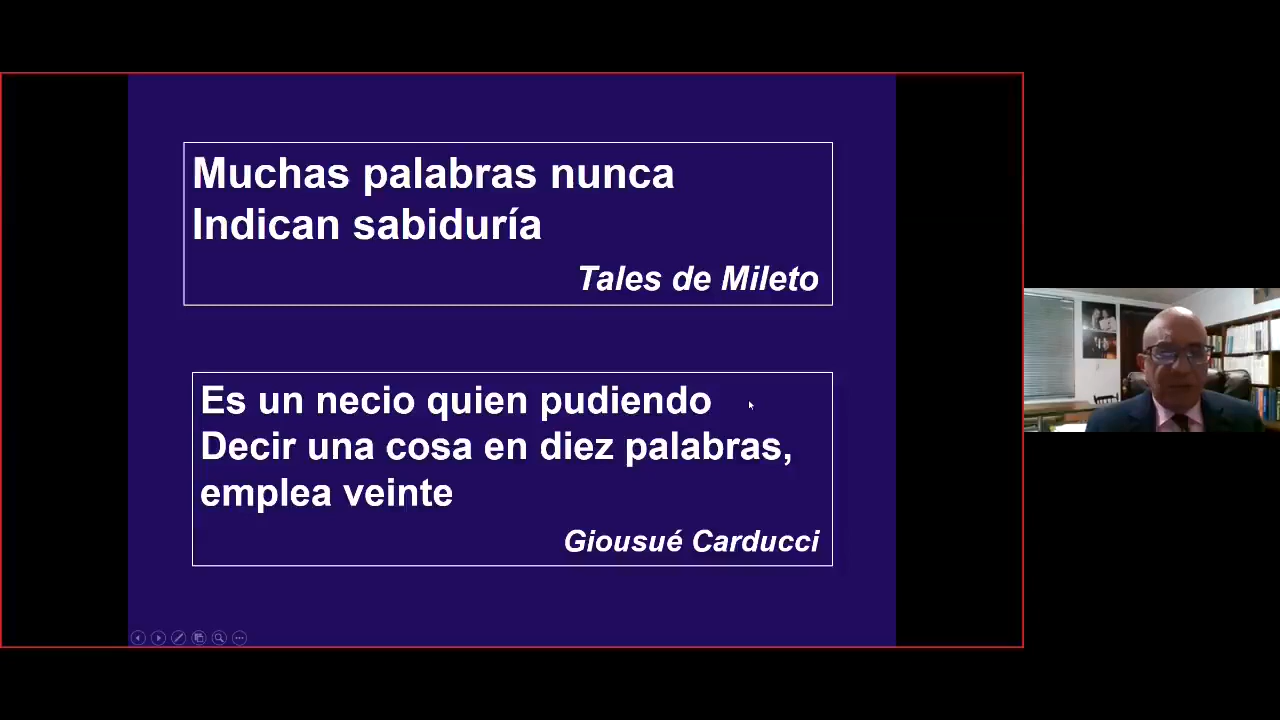 Muchas palabras nunca
Indican sabiduría
Tales de Mileto
Es un necio quien pudiendo
Decir una cosa en diez palabras,
emplea veinte
Giousué Carducci